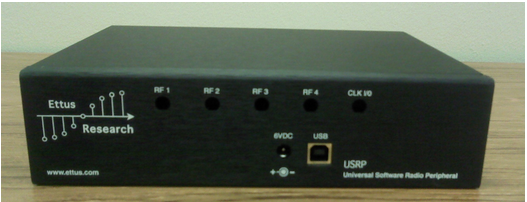 Ettus
Research
RF 1 RF 2 RF 3 RF 4 CLK I/0
6VDC USB
USRP
www.ettus.com Universal Software Radio Peripheral